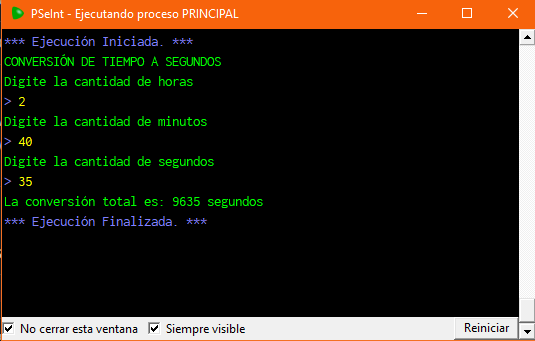 PSeInt - Ejecutando proceso PRINCIPAL
*** Ejecución Iniciada. ***
CONVERSIÓN DE TIEMPO A SEGUNDOS
Digite la cantidad de horas
> 2
Digite la cantidad de minutos
> 40
Digite la cantidad de segundos
> 35
La conversión total es: 9635 segundos
*** Ejecución Finalizada. ***
No cerrar esta ventana Siempre visible Reiniciar